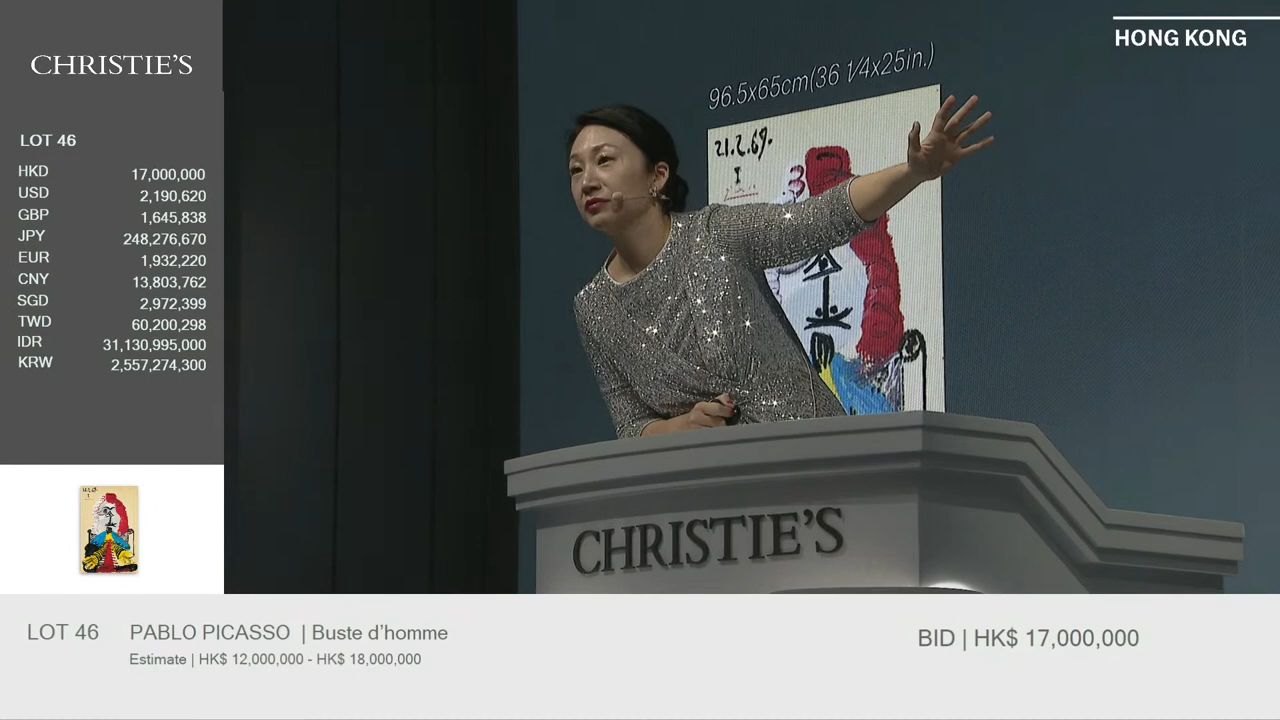 CHRISTIE'S
HONG KONG
LOT 46
HKD 17,000,000
USD 2,190,620
GBP 1,645,838
JPY 248,276,670
EUR 1,932,220
CNY 13,803,762
SGD 2,972,399
TWD 60,200,298
IDR 31,130,995,000
KRW 2,557,274,300
96.5x65cm(36 1/4x25in.)
21.2.69.
I
CHRISTIE'S
LOT 46 PABLO PICASSO | Buste d'homme
Estimate | HK$ 12,000,000 - HK$ 18,000,000
BID | HK$ 17,000,000